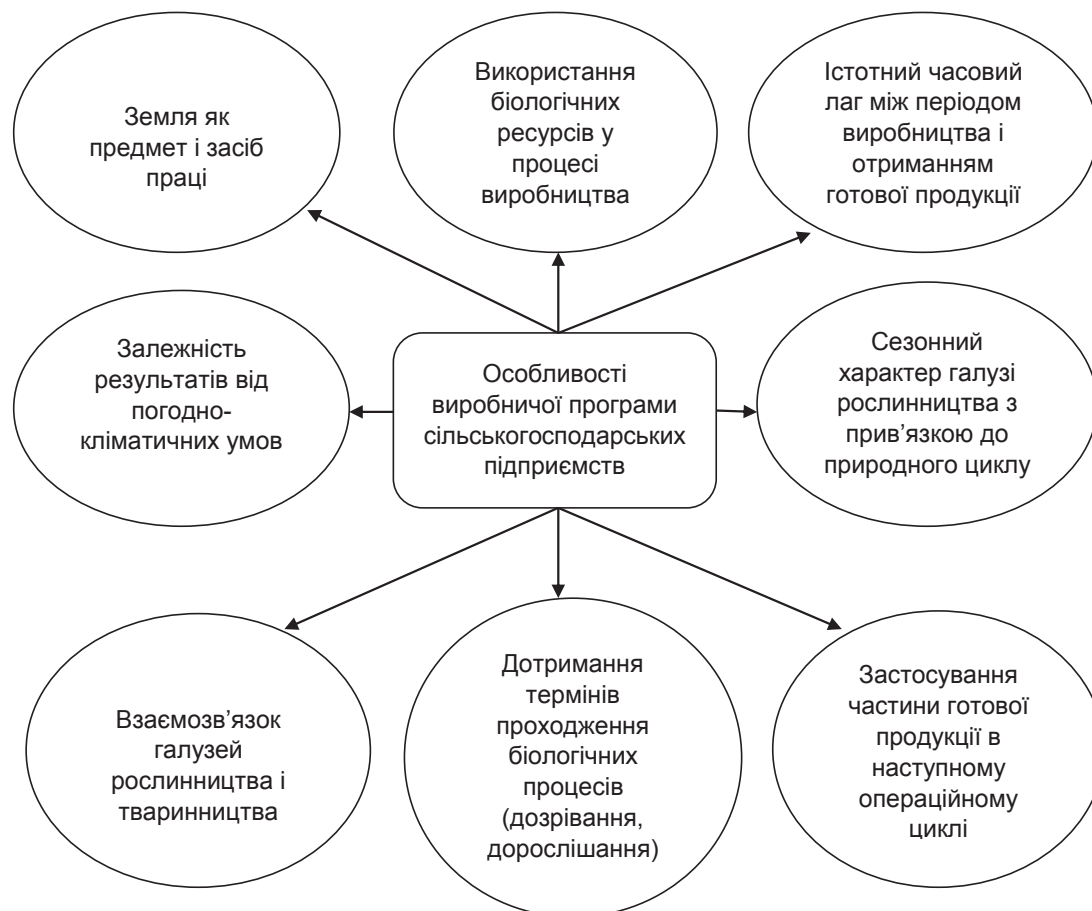 Земля як
предмет і засіб
праці
Використання
біологічних
ресурсів у
процесі
виробництва
Істотний часовий
лаг між періодом
виробництва і
отриманням
готової продукції
Залежність
результатів від
погодно-
кліматичних умов
Особливості
виробничої програми
сільськогосподарських
підприємств
Сезонний
характер галузі
рослинництва з
прив’язкою до
природного циклу
Взаємозв’язок
галузей
рослинництва і
тваринництва
Дотримання
термінів
проходження
біологічних
процесів
(дозрівання,
дорослішання)
Застосування
частини готової
продукції в
наступному
операційному
циклі